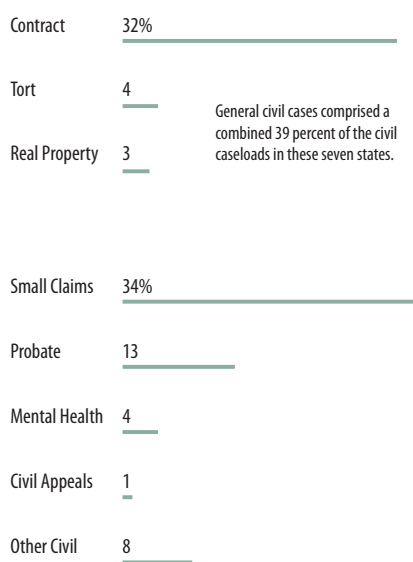 Contract 32%
Tort 4
General civil cases comprised a
combined 39 percent of the civil
caseloads in these seven states.
Real Property 3
Small Claims 34%
Probate 13
Mental Health 4
Civil Appeals 1
Other Civil 8